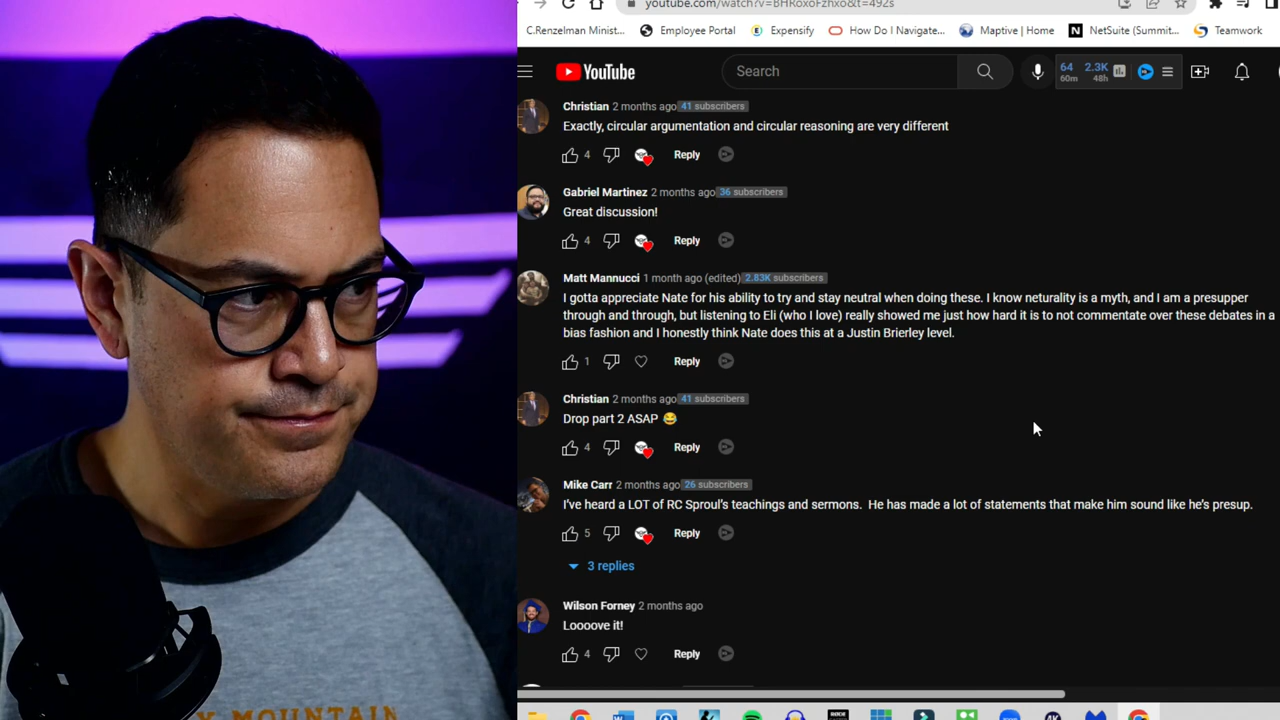 youtube.com/watch?v=BHKoxoFzhxo&t=492s
C.Renzelman Minist... Employee Portal Expensify How Do I Navigate... Maptive | Home NetSuite (Summit... Teamwork
YouTube Search 64 60m 2.3K 48h
Christian 2 months ago 41 subscribers
Exactly, circular argumentation and circular reasoning are very different
4 Reply
Gabriel Martinez 2 months ago 36 subscribers
Great discussion!
4 Reply
Matt Mannucci 1 month ago (edited) 2.83K subscribers
I gotta appreciate Nate for his ability to try and stay neutral when doing these. I know neturality is a myth, and I am a presupper
through and through, but listening to Eli (who I love) really showed me just how hard it is to not commentate over these debates in a
bias fashion and I honestly think Nate does this at a Justin Brierley level.
1 Reply
Christian 2 months ago 41 subscribers
Drop part 2 ASAP 😂
4 Reply
Mike Carr 2 months ago 26 subscribers
I've heard a LOT of RC Sproul's teachings and sermons. He has made a lot of statements that make him sound like he's presup.
5 Reply
3 replies
Wilson Forney 2 months ago
Loooove it!
4 Reply
MOUNTAIN